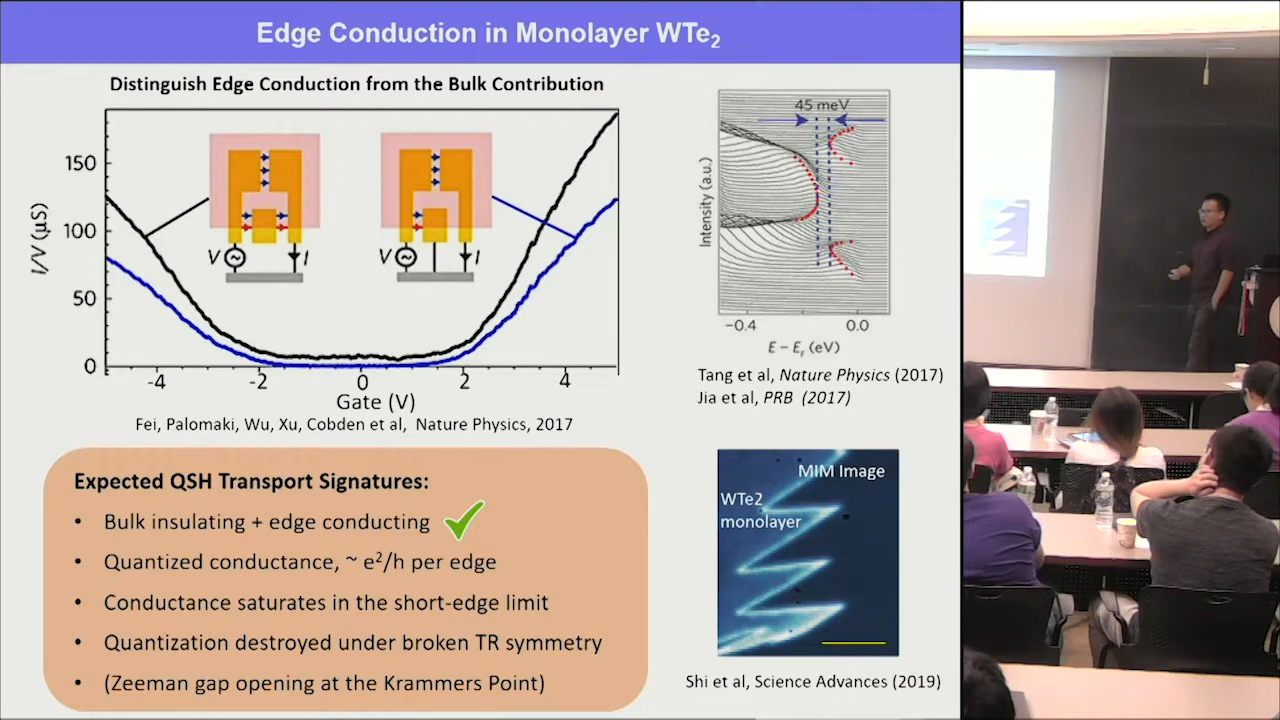 Edge Conduction in Monolayer WTe2
Distinguish Edge Conduction from the Bulk Contribution
I/V (µS)
150
100
50
0
-4
-2
0
2
4
Gate (V)
V
I
V
I
Fei, Palomaki, Wu, Xu, Cobden et al, Nature Physics, 2017
45 meV
Intensity (a.u.)
−0.4
0.0
E − EF (eV)
Tang et al, Nature Physics (2017)
Jia et al, PRB (2017)
Expected QSH Transport Signatures:
• Bulk insulating + edge conducting
• Quantized conductance, ~ e²/h per edge
• Conductance saturates in the short-edge limit
• Quantization destroyed under broken TR symmetry
• (Zeeman gap opening at the Krammers Point)
MIM Image
WTe2
monolayer
Shi et al, Science Advances (2019)